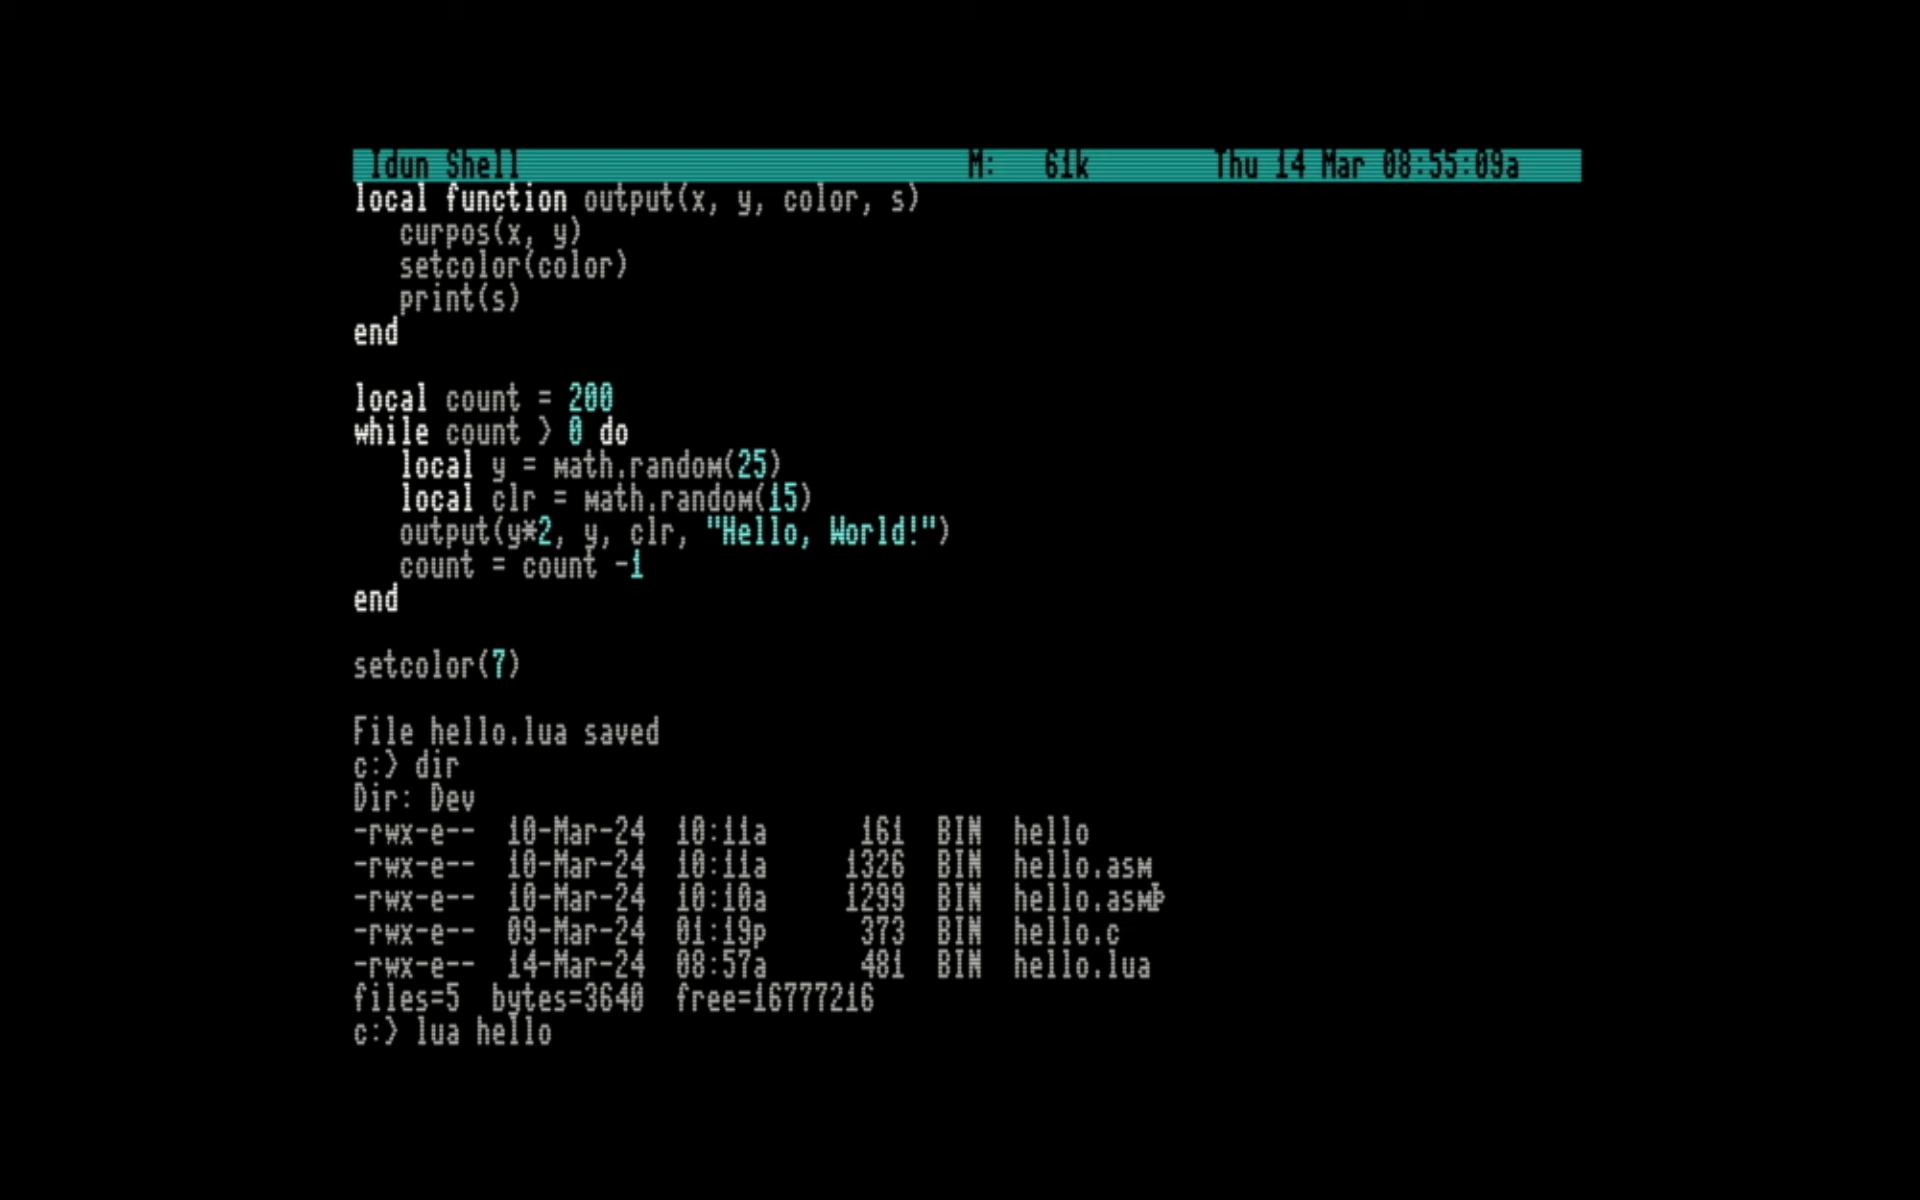 Idun Shell M: 61k Thu 14 Mar 08:55:09a
local function output(x, y, color, s)
   curpos(x, y)
   setcolor(color)
   print(s)
end
local count = 200
while count > 0 do
   local y = math.random(25)
   local clr = math.random(15)
   output(y*2, y, clr, "Hello, World!")
   count = count -1
end
setcolor(7)
File hello.lua saved
c:> dir
Dir: Dev
-rwx-e--  10-Mar-24  10:11a      161  BIN  hello
-rwx-e--  10-Mar-24  10:11a     1326  BIN  hello.asm
-rwx-e--  10-Mar-24  10:10a     1299  BIN  hello.asm
-rwx-e--  09-Mar-24  01:19p      373  BIN  hello.c
-rwx-e--  14-Mar-24  08:57a      481  BIN  hello.lua
files=5  bytes=3640  free=16777216
c:> lua hello